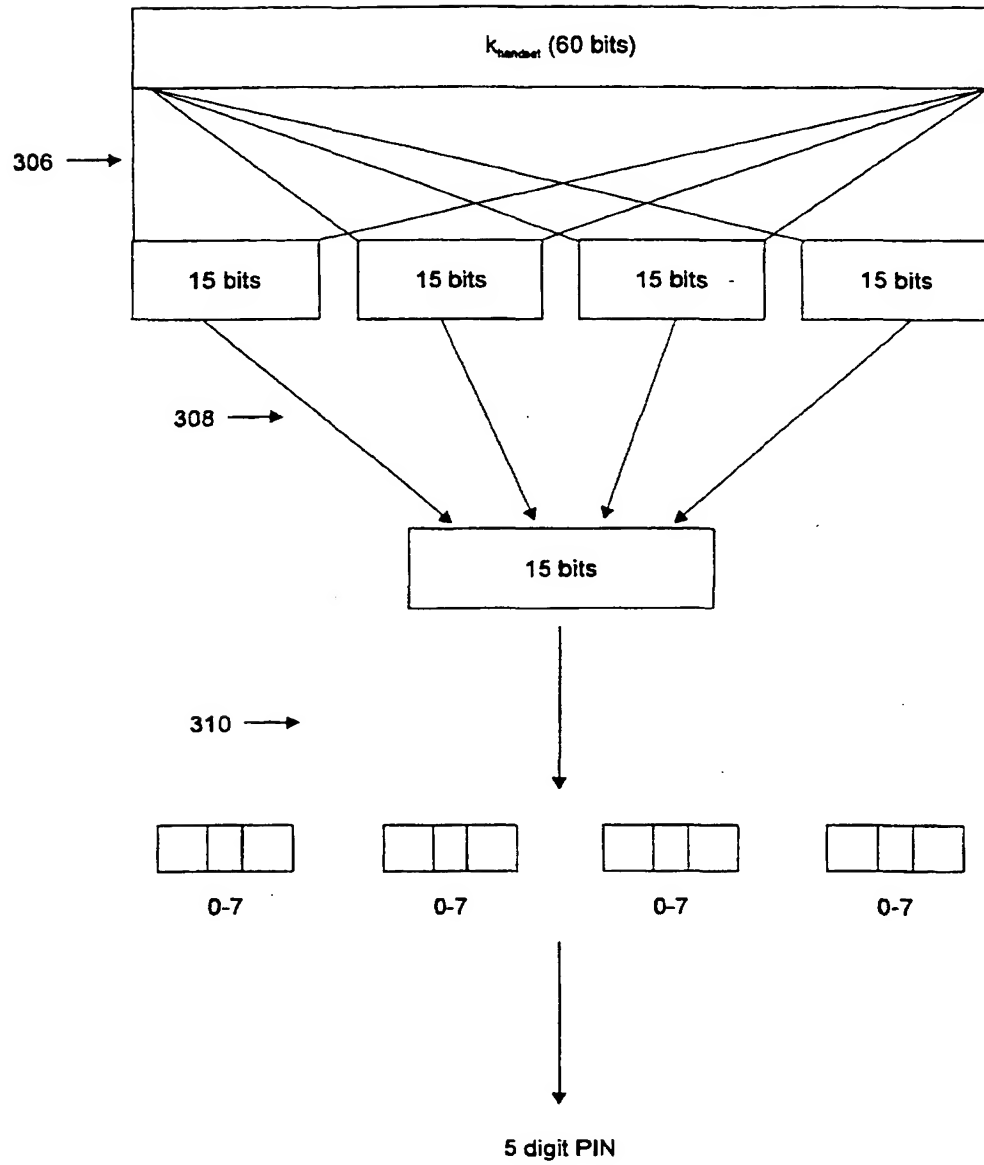 k_handset (60 bits)
306
15 bits
15 bits
15 bits
15 bits
308
15 bits
310
0-7
0-7
0-7
0-7
5 digit PIN